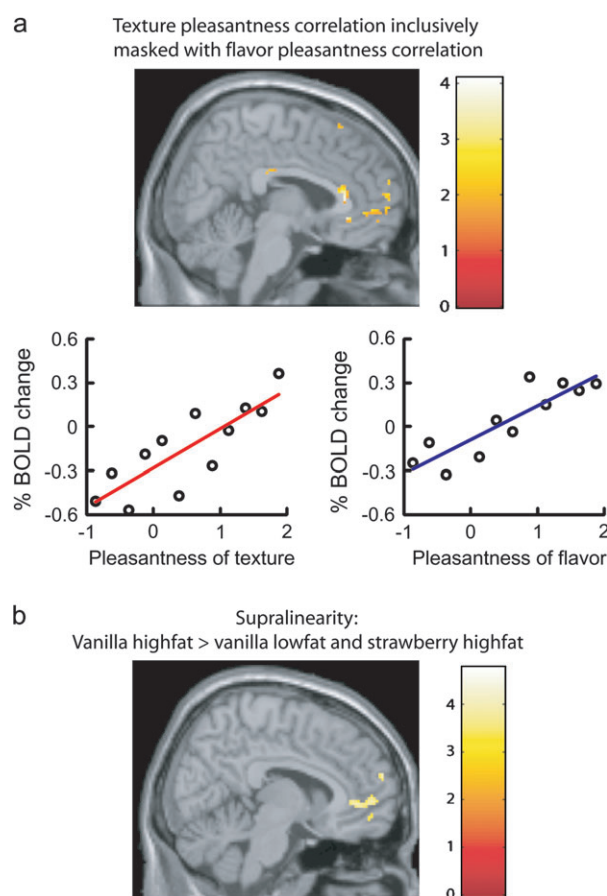 a
Texture pleasantness correlation inclusively
masked with flavor pleasantness correlation
4
3
2
1
0
0.6
0.3
0
-0.3
-0.6
% BOLD change
-1 0 1 2
Pleasantness of texture
0.6
0.3
0
-0.3
-0.6
% BOLD change
-1 0 1 2
Pleasantness of flavor
b
Supralinearity:
Vanilla highfat > vanilla lowfat and strawberry highfat
4
3
2
1
0